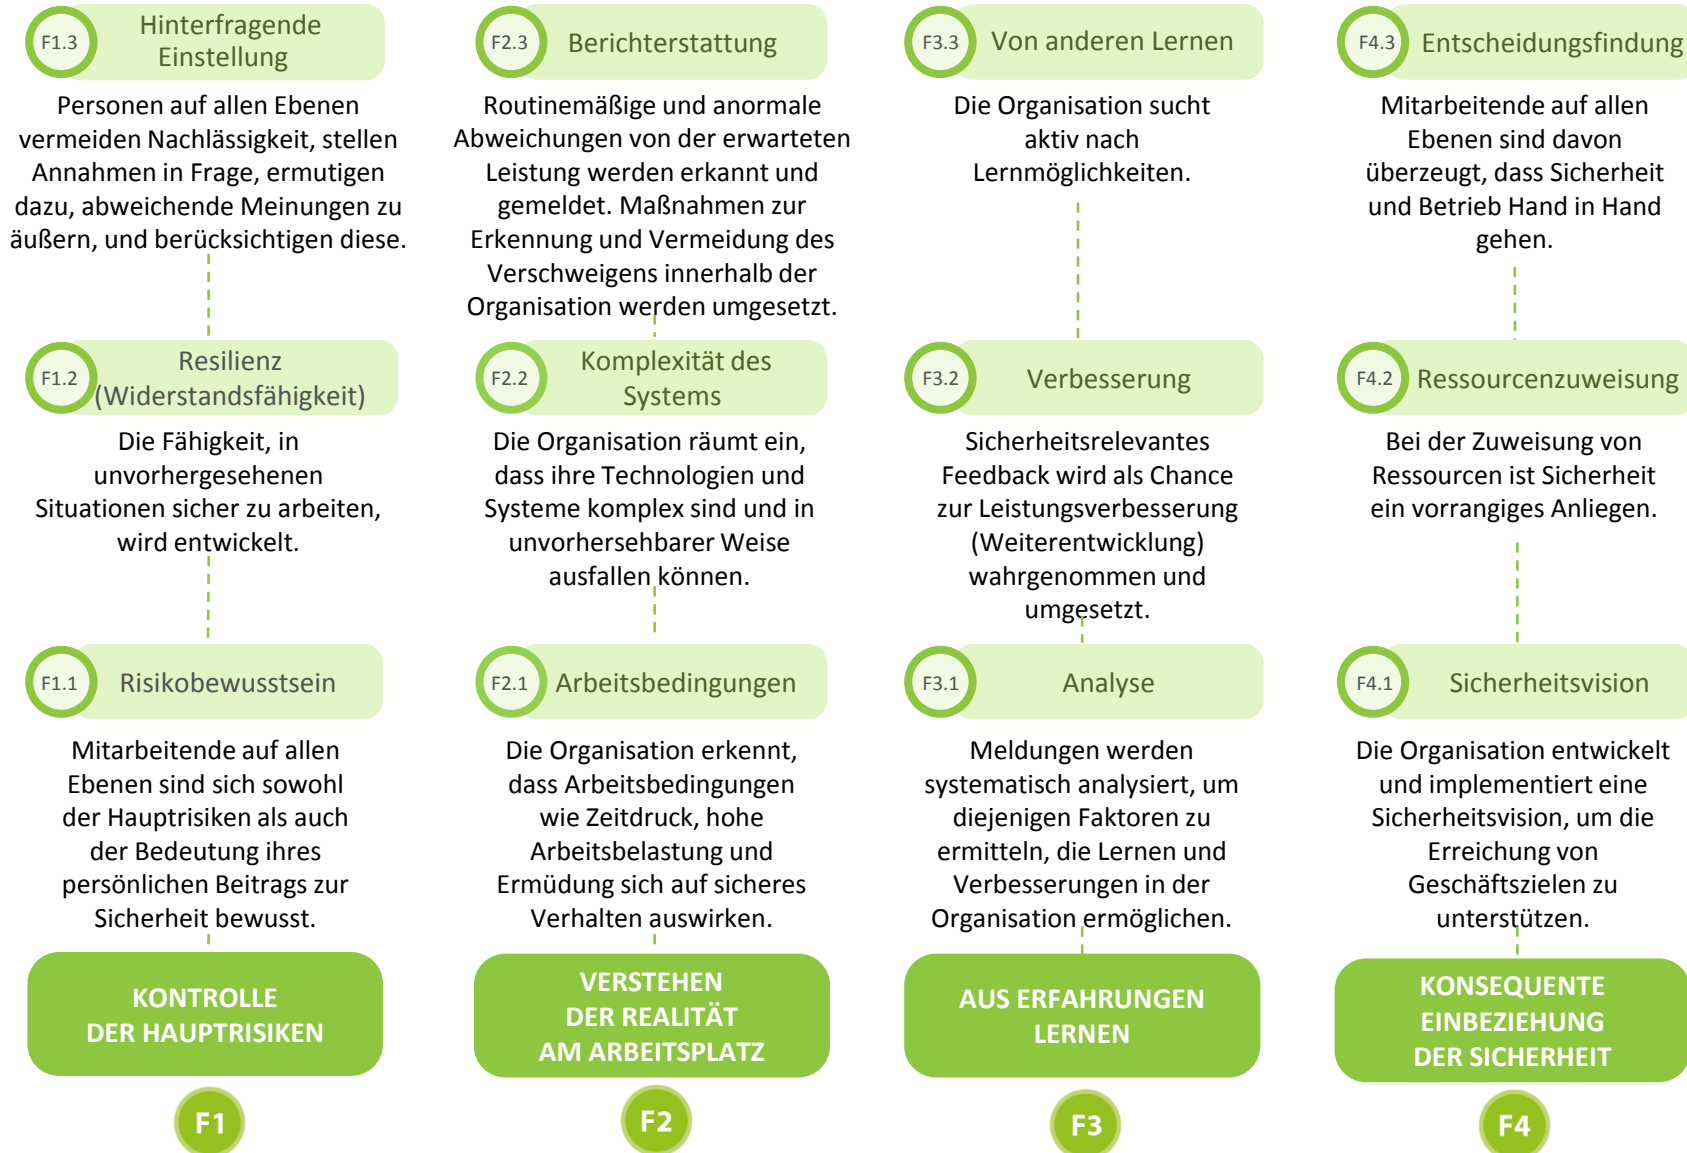 F1.3
Hinterfragende
Einstellung
Personen auf allen Ebenen
vermeiden Nachlässigkeit, stellen
Annahmen in Frage, ermutigen
dazu, abweichende Meinungen zu
äußern, und berücksichtigen diese.
F2.3
Berichterstattung
Routinemäßige und anormale
Abweichungen von der erwarteten
Leistung werden erkannt und
gemeldet. Maßnahmen zur
Erkennung und Vermeidung des
Verschweigens innerhalb der
Organisation werden umgesetzt.
F3.3
Von anderen Lernen
Die Organisation sucht
aktiv nach
Lernmöglichkeiten.
F4.3
Entscheidungsfindung
Mitarbeitende auf allen
Ebenen sind davon
überzeugt, dass Sicherheit
und Betrieb Hand in Hand
gehen.
F1.2
Resilienz
(Widerstandsfähigkeit)
Die Fähigkeit, in
unvorhergesehenen
Situationen sicher zu arbeiten,
wird entwickelt.
F2.2
Komplexität des
Systems
Die Organisation räumt ein,
dass ihre Technologien und
Systeme komplex sind und in
unvorhersehbarer Weise
ausfallen können.
F3.2
Verbesserung
Sicherheitsrelevantes
Feedback wird als Chance
zur Leistungsverbesserung
(Weiterentwicklung)
wahrgenommen und
umgesetzt.
F4.2
Ressourcenzuweisung
Bei der Zuweisung von
Ressourcen ist Sicherheit
ein vorrangiges Anliegen.
F1.1
Risikobewusstsein
Mitarbeitende auf allen
Ebenen sind sich sowohl
der Hauptrisiken als auch
der Bedeutung ihres
persönlichen Beitrags zur
Sicherheit bewusst.
F2.1
Arbeitsbedingungen
Die Organisation erkennt,
dass Arbeitsbedingungen
wie Zeitdruck, hohe
Arbeitsbelastung und
Ermüdung sich auf sicheres
Verhalten auswirken.
F3.1
Analyse
Meldungen werden
systematisch analysiert, um
diejenigen Faktoren zu
ermitteln, die Lernen und
Verbesserungen in der
Organisation ermöglichen.
F4.1
Sicherheitsvision
Die Organisation entwickelt
und implementiert eine
Sicherheitsvision, um die
Erreichung von
Geschäftszielen zu
unterstützen.
KONTROLLE
DER HAUPTRISIKEN
VERSTEHEN
DER REALITÄT
AM ARBEITSPLATZ
AUS ERFAHRUNGEN
LERNEN
KONSEQUENTE
EINBEZIEHUNG
DER SICHERHEIT
F1
F2
F3
F4